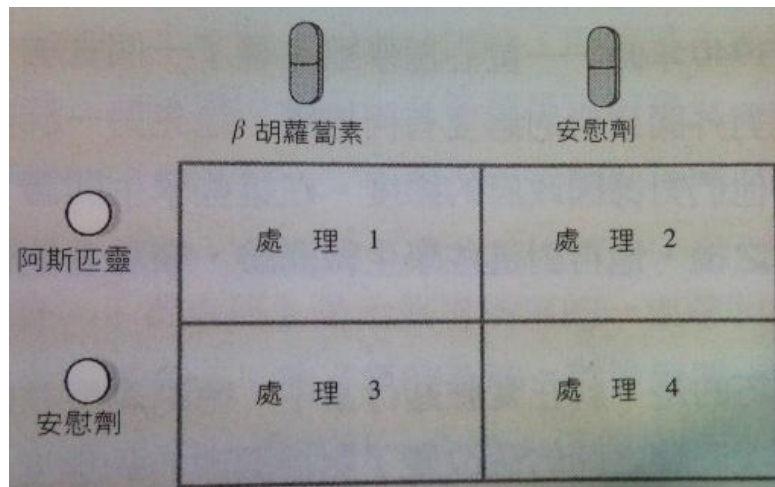 β 胡蘿蔔素
安慰劑
阿斯匹靈
處 理 1
處 理 2
安慰劑
處 理 3
處 理 4